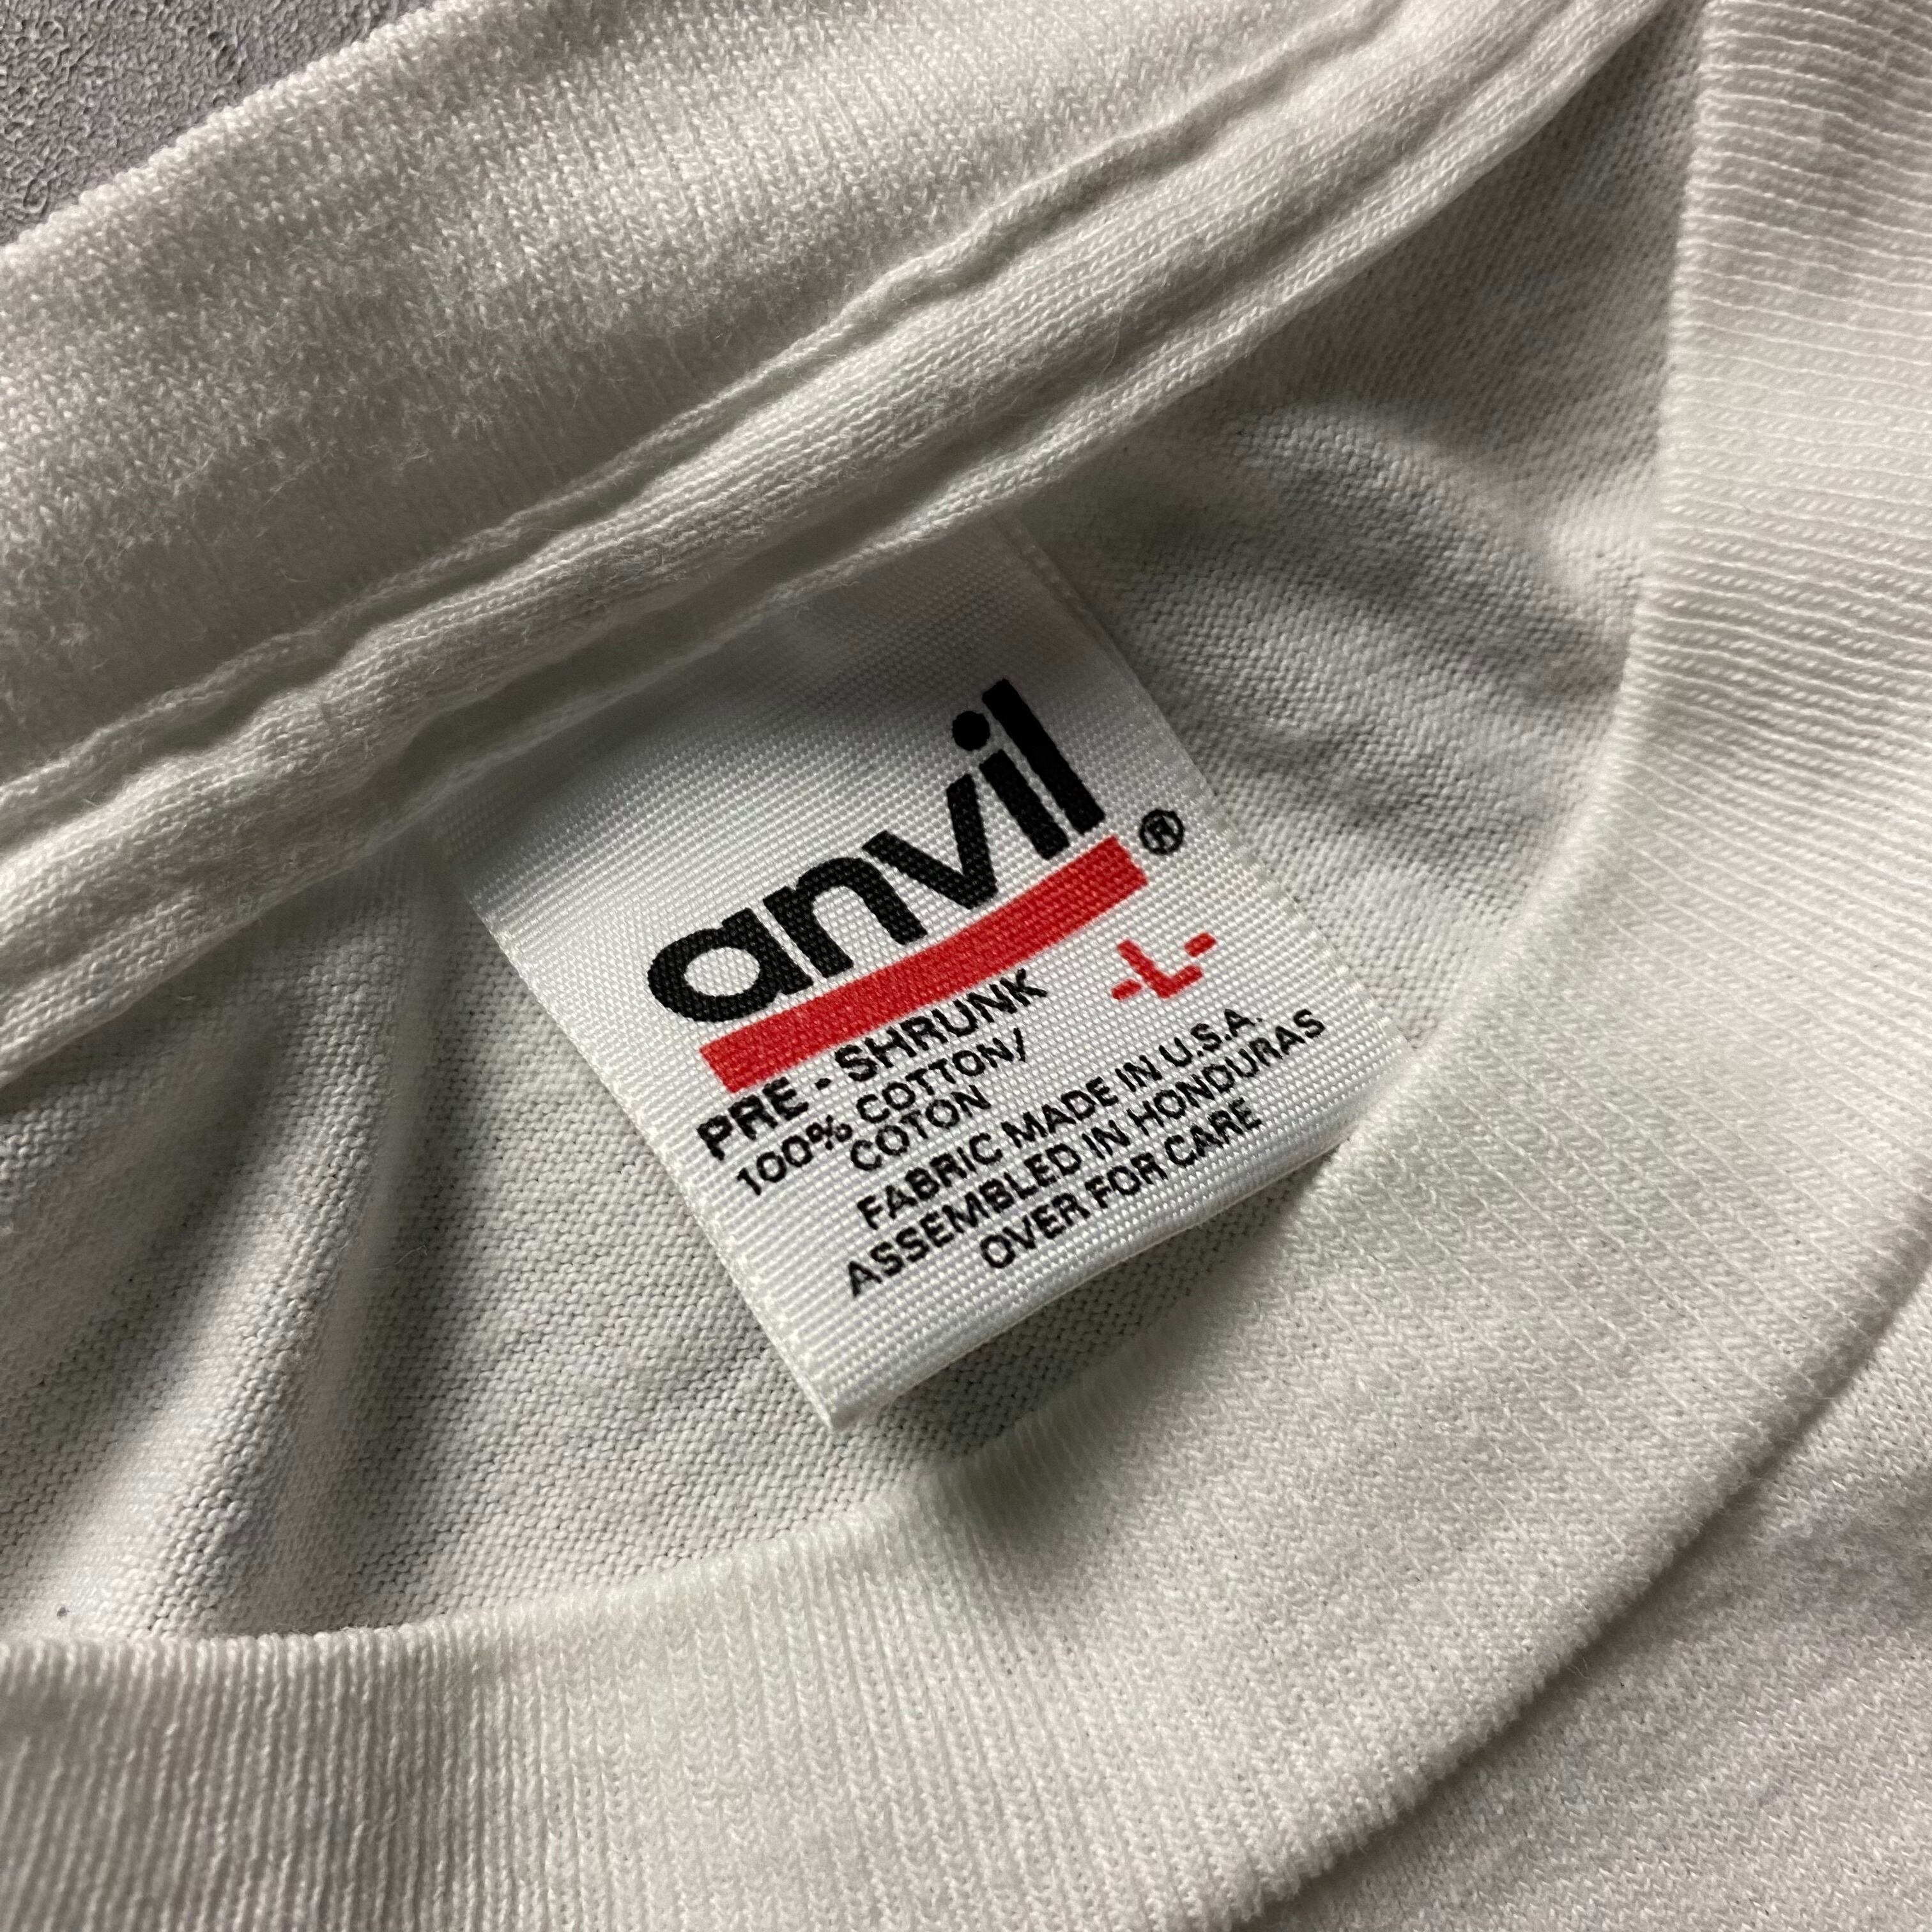 anvil®
-L-
PRE - SHRUNK
100% COTTON/
COTON
FABRIC MADE IN U.S.A.
ASSEMBLED IN HONDURAS
OVER FOR CARE